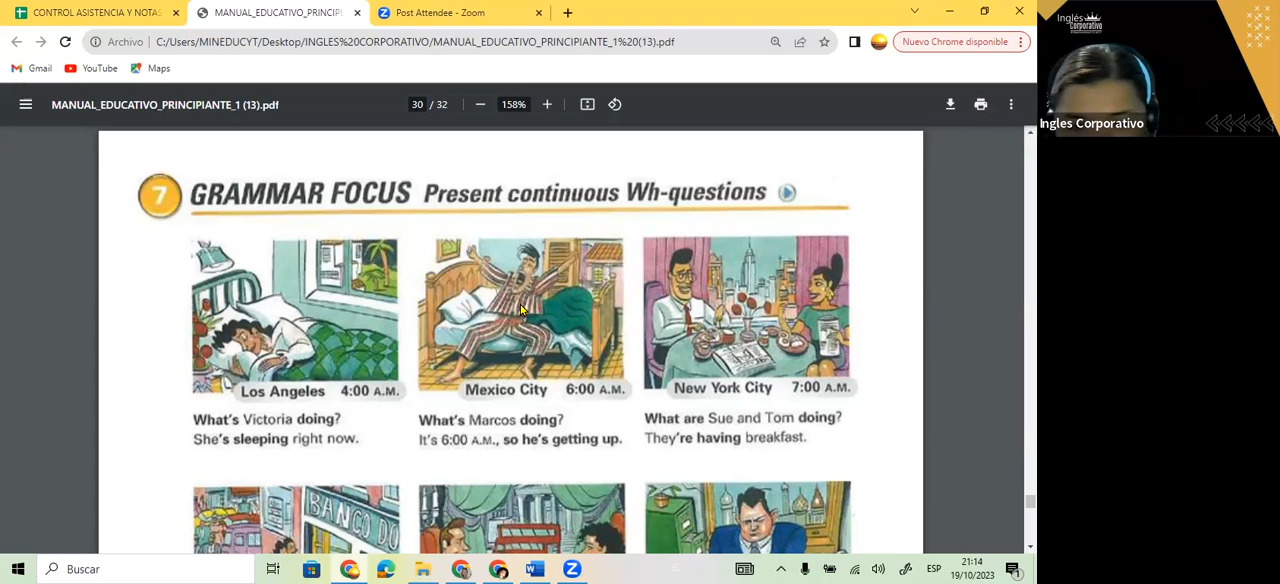 CONTROL ASISTENCIA Y NOTAS
MANUAL_EDUCATIVO_PRINCIPI
Post Attendee - Zoom
Archivo
C:/Users/MINEDUCYT/Desktop/INGLES%20CORPORATIVO/MANUAL_EDUCATIVO_PRINCIPIANTE_1%20(13).pdf
Nuevo Chrome disponible
Gmail
YouTube
Maps
MANUAL_EDUCATIVO_PRINCIPIANTE_1 (13).pdf
30 / 32
158%
Inglés
Corporativo
Ingles Corporativo
7 GRAMMAR FOCUS Present continuous Wh-questions
Los Angeles 4:00 A.M.
What's Victoria doing?
She's sleeping right now.
Mexico City 6:00 A.M.
What's Marcos doing?
It's 6:00 A.M., so he's getting up.
New York City 7:00 A.M.
What are Sue and Tom doing?
They're having breakfast.
BANCO DO
Buscar
ESP
21:14
19/10/2023
1